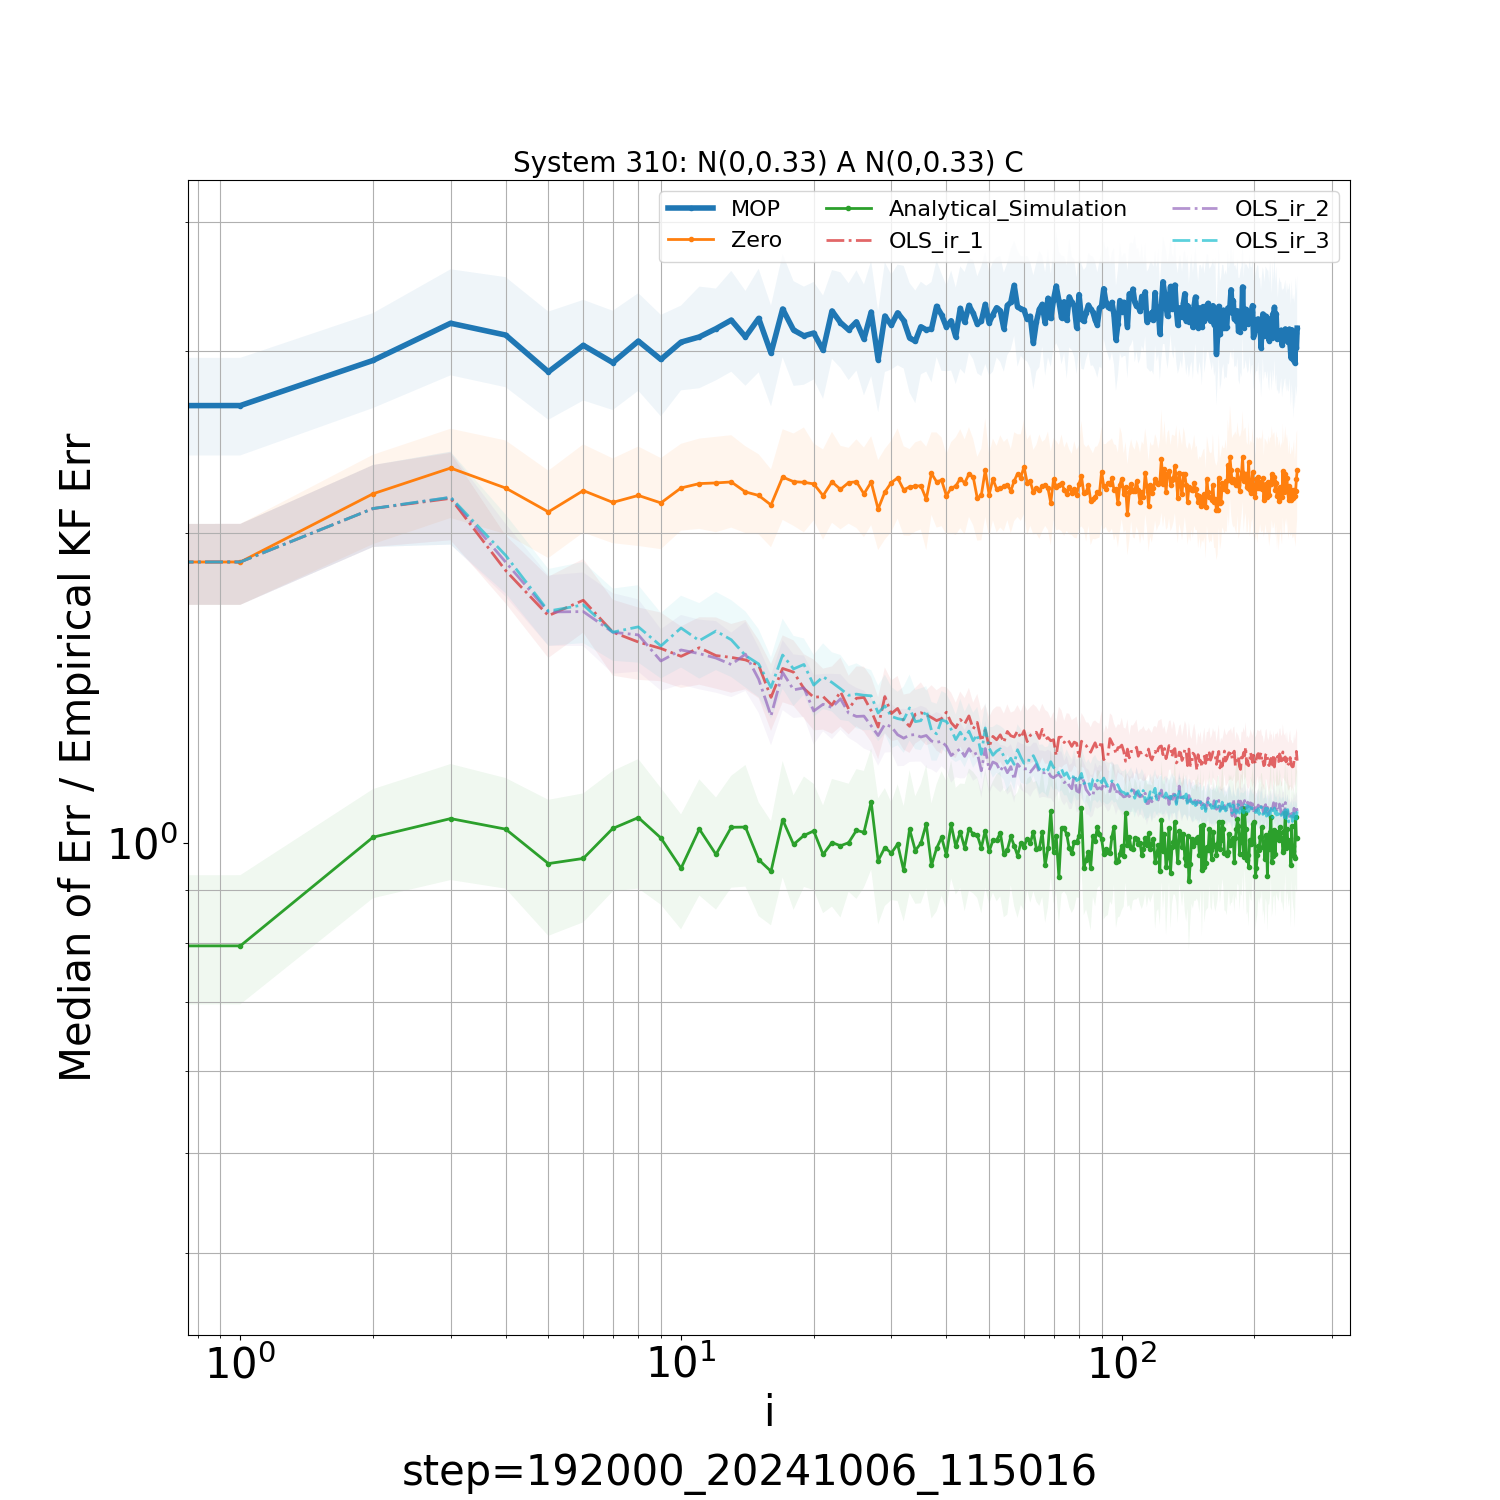 System 310: N(0,0.33) A N(0,0.33) C
MOP
Zero
Analytical_Simulation
OLS_ir_1
OLS_ir_2
OLS_ir_3
Median of Err / Empirical KF Err
10⁰
10⁰ 10¹ 10²
i
step=192000_20241006_115016